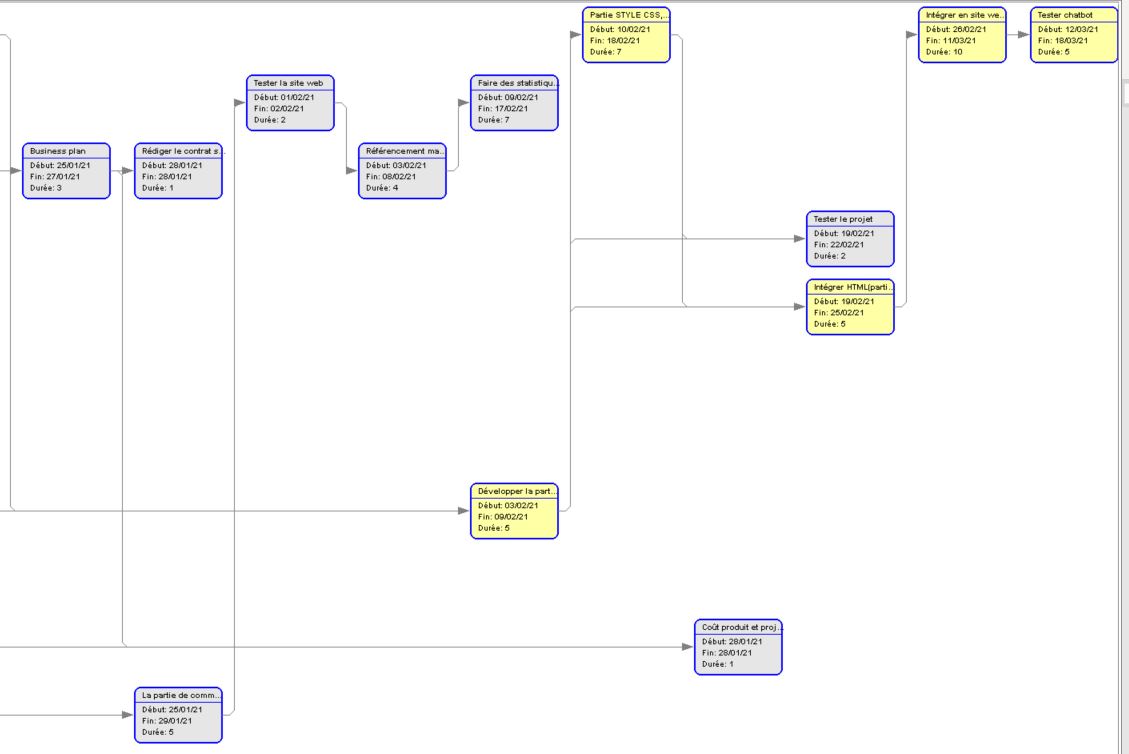 Partie STYLE CSS,...
Début: 10/02/21
Fin: 18/02/21
Durée: 7
Intégrer en site we...
Début: 26/02/21
Fin: 11/03/21
Durée: 10
Tester chatbot
Début: 12/03/21
Fin: 18/03/21
Durée: 5
Tester la site web
Début: 01/02/21
Fin: 02/02/21
Durée: 2
Faire des statistiqu...
Début: 09/02/21
Fin: 17/02/21
Durée: 7
Business plan
Début: 25/01/21
Fin: 27/01/21
Durée: 3
Rédiger le contrat s...
Début: 28/01/21
Fin: 28/01/21
Durée: 1
Référencement ma...
Début: 03/02/21
Fin: 08/02/21
Durée: 4
Tester le projet
Début: 19/02/21
Fin: 22/02/21
Durée: 2
Intégrer HTML(parti...
Début: 19/02/21
Fin: 25/02/21
Durée: 5
Développer la part...
Début: 03/02/21
Fin: 09/02/21
Durée: 5
Coût produit et proj...
Début: 28/01/21
Fin: 28/01/21
Durée: 1
La partie de comm...
Début: 25/01/21
Fin: 29/01/21
Durée: 5